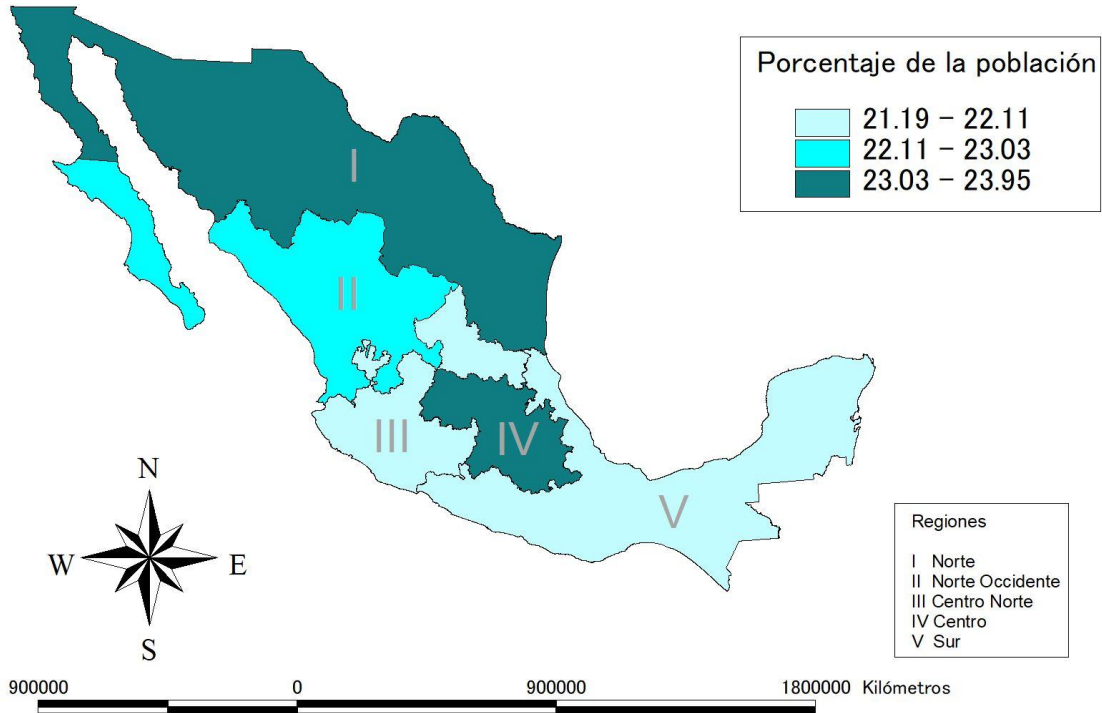 Porcentaje de la población
21.19 - 22.11
22.11 - 23.03
23.03 - 23.95
I
II
III
IV
V
N
W E
S
Regiones
I Norte
II Norte Occidente
III Centro Norte
IV Centro
V Sur
900000 0 900000 1800000 Kilómetros